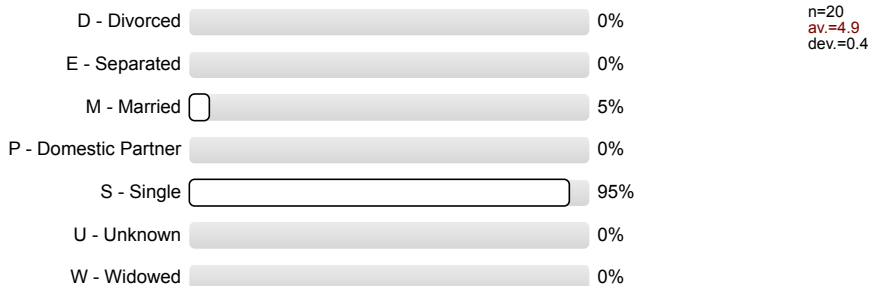 D - Divorced 0%
E - Separated 0%
M - Married 5%
P - Domestic Partner 0%
S - Single 95%
U - Unknown 0%
W - Widowed 0%
n=20
av.=4.9
dev.=0.4